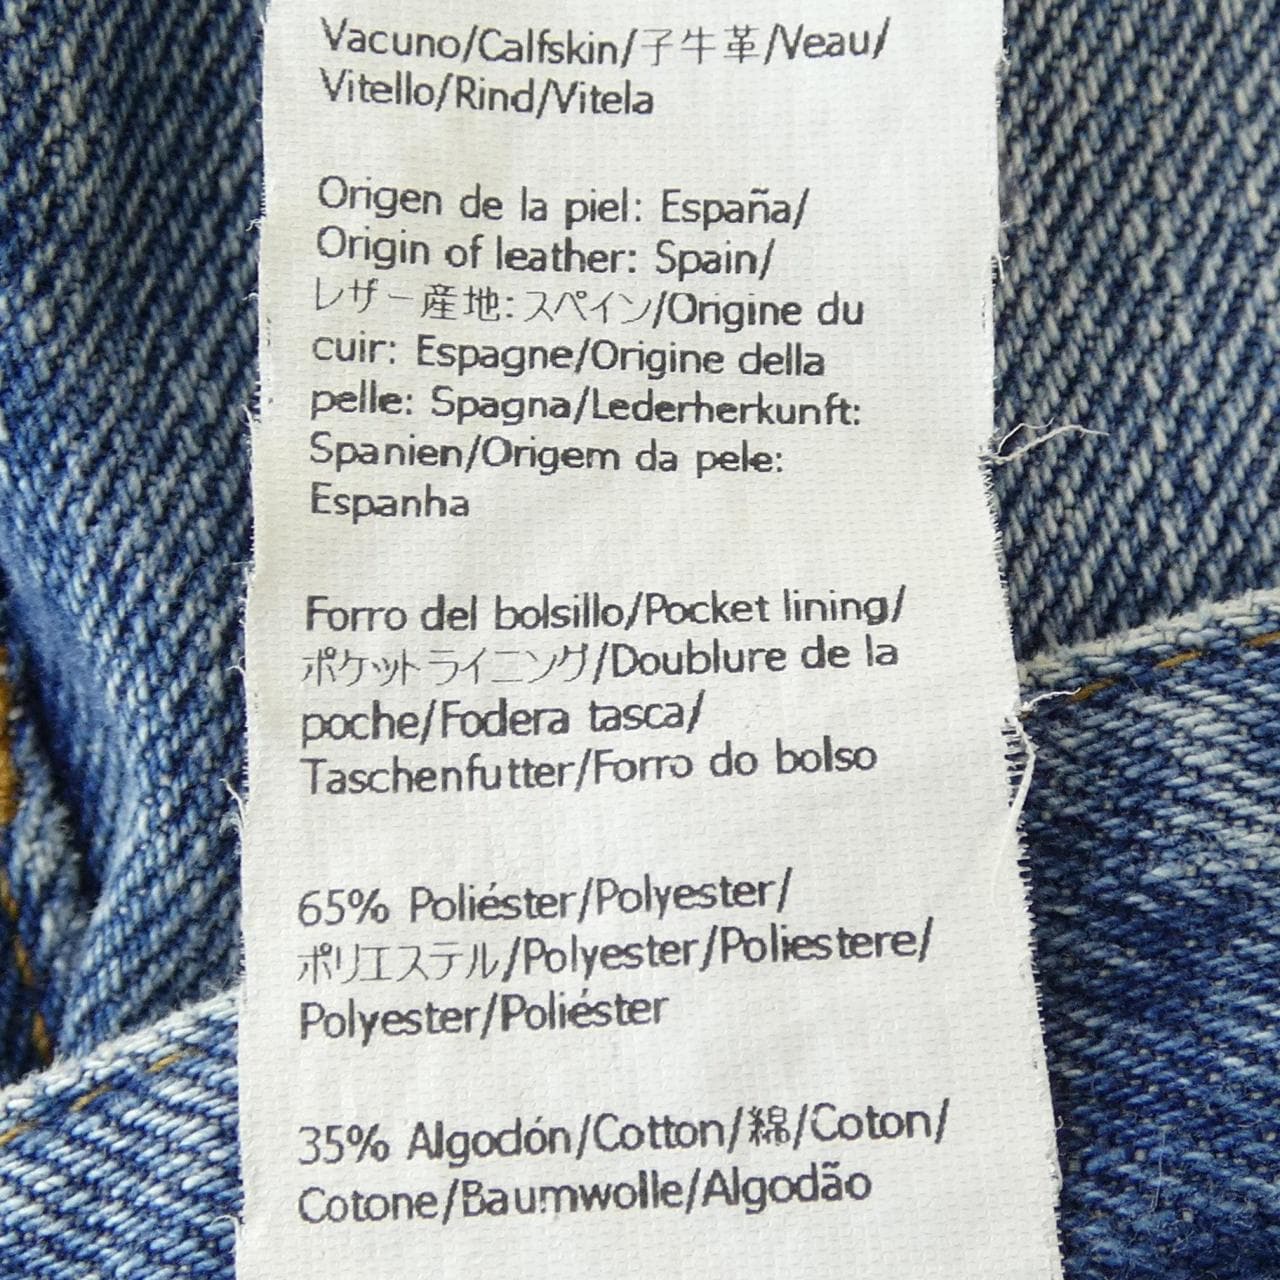 Vacuno/Calfskin/子牛革/Veau/
Vitello/Rind/Vitela
Origen de la piel: España/
Origin of leather: Spain/
レザー産地:スペイン/Origine du
cuir: Espagne/Origine della
pelle: Spagna/Lederherkunft:
Spanien/Origem da pele:
Espanha
Forro del bolsillo/Pocket lining/
ポケットライニング/Doublure de la
poche/Fodera tasca/
Taschenfutter/Forro do bolso
65% Poliéster/Polyester/
ポリエステル/Polyester/Poliestere/
Polyester/Poliéster
35% Algodón/Cotton/綿/Coton/
Cotone/Baumwolle/Algodão